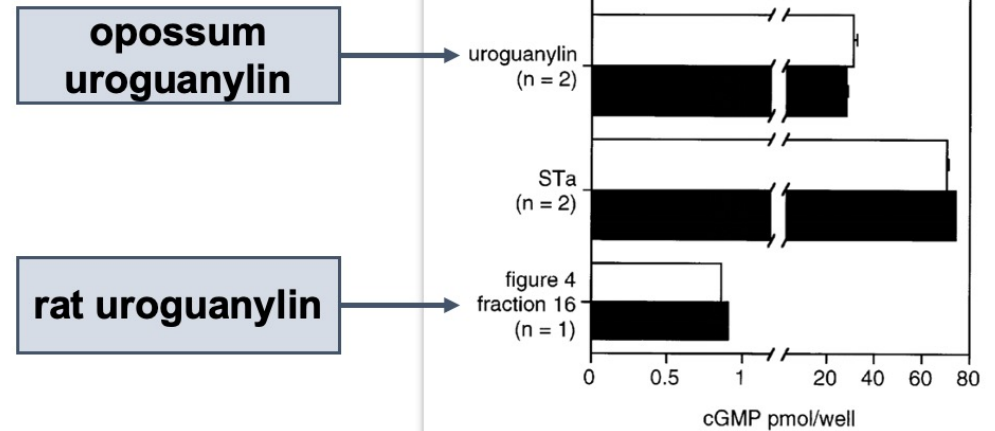 opossum
uroguanylin
uroguanylin
(n = 2)
STa
(n = 2)
rat uroguanylin
figure 4
fraction 16
(n = 1)
0 0.5 1 20 40 60 80
cGMP pmol/well